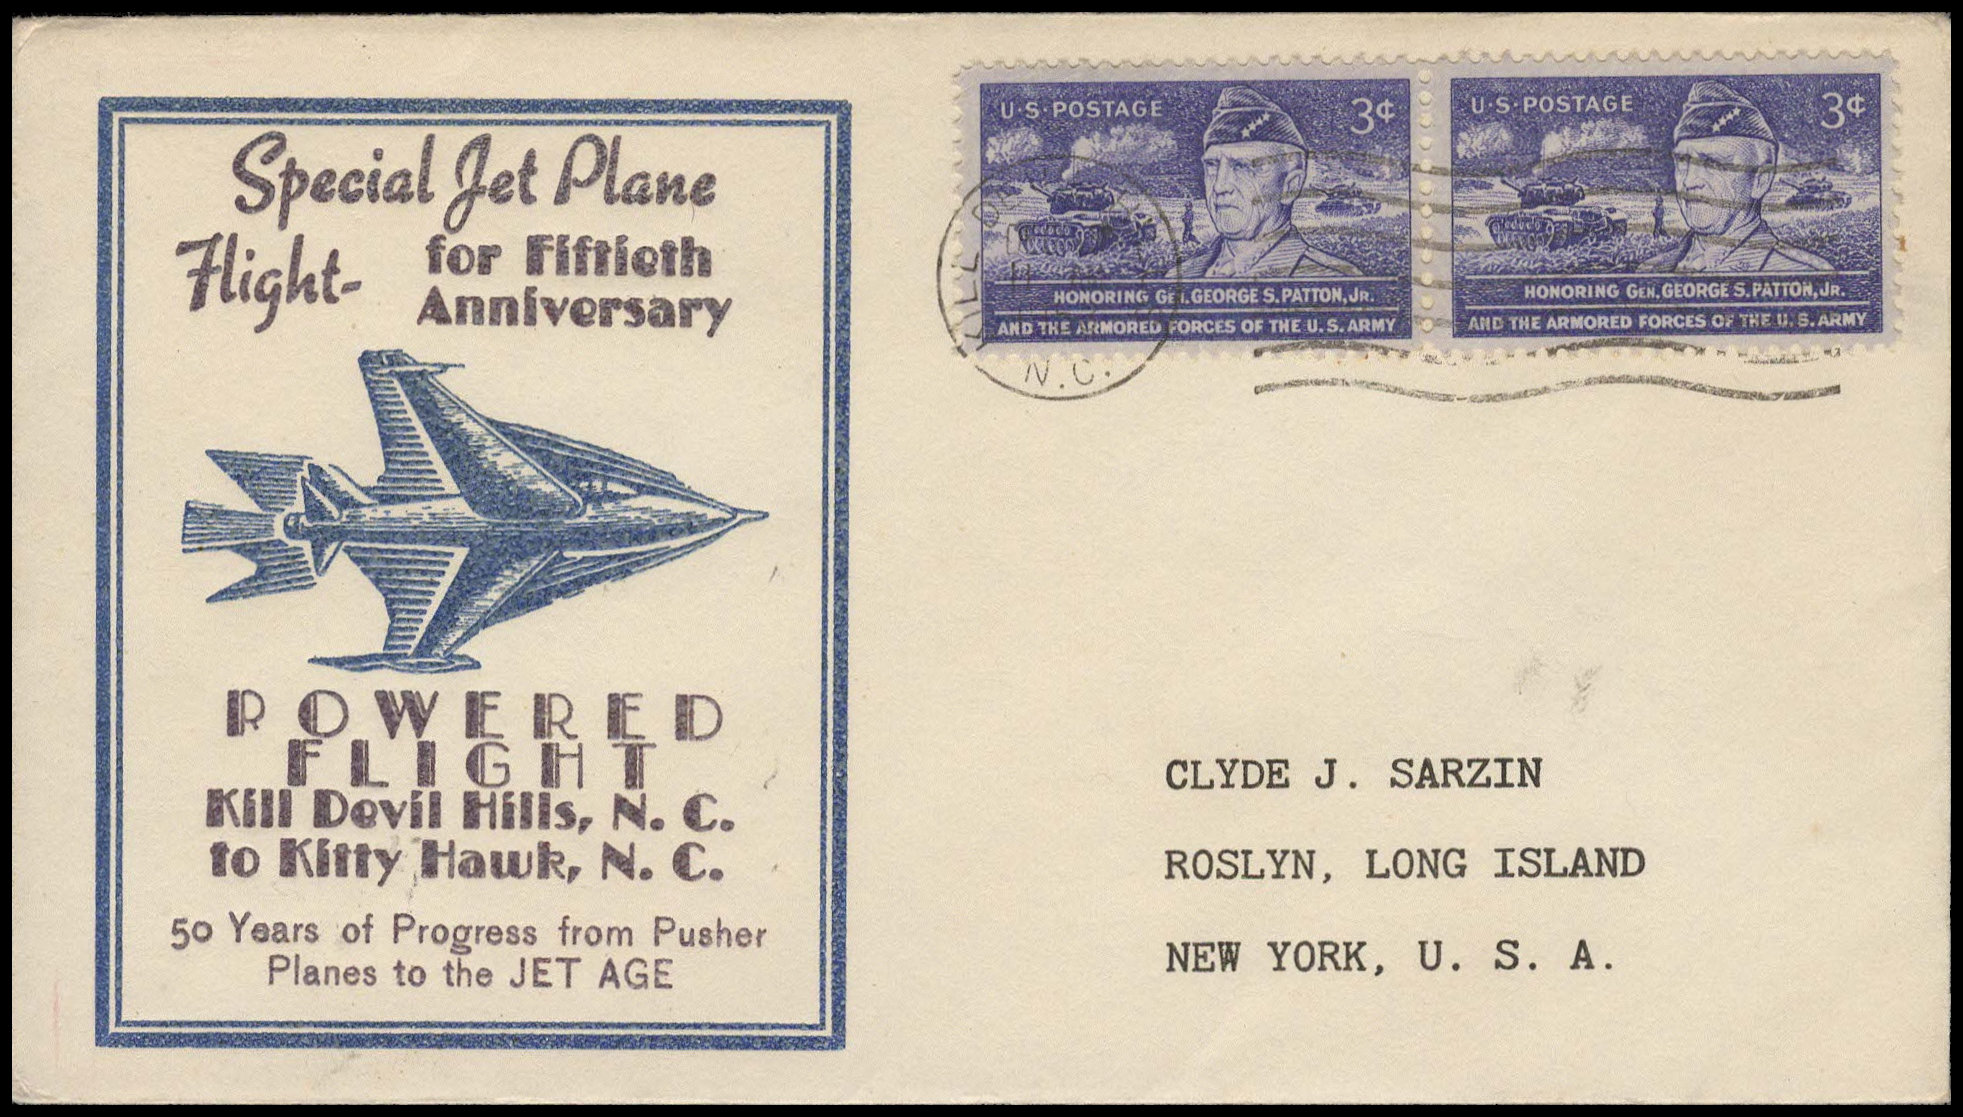 Special Jet Plane
Flight- for Fiftieth
Anniversary
POWERED
FLIGHT
Kill Devil Hills, N. C.
to Kitty Hawk, N. C.
50 Years of Progress from Pusher
Planes to the JET AGE
U·S·POSTAGE 3¢
HONORING GEN. GEORGE S. PATTON, JR.
AND THE ARMORED FORCES OF THE U. S. ARMY
U·S·POSTAGE 3¢
HONORING GEN. GEORGE S. PATTON, JR.
AND THE ARMORED FORCES OF THE U. S. ARMY
KILL
N.C.
CLYDE J. SARZIN
ROSLYN, LONG ISLAND
NEW YORK, U. S. A.